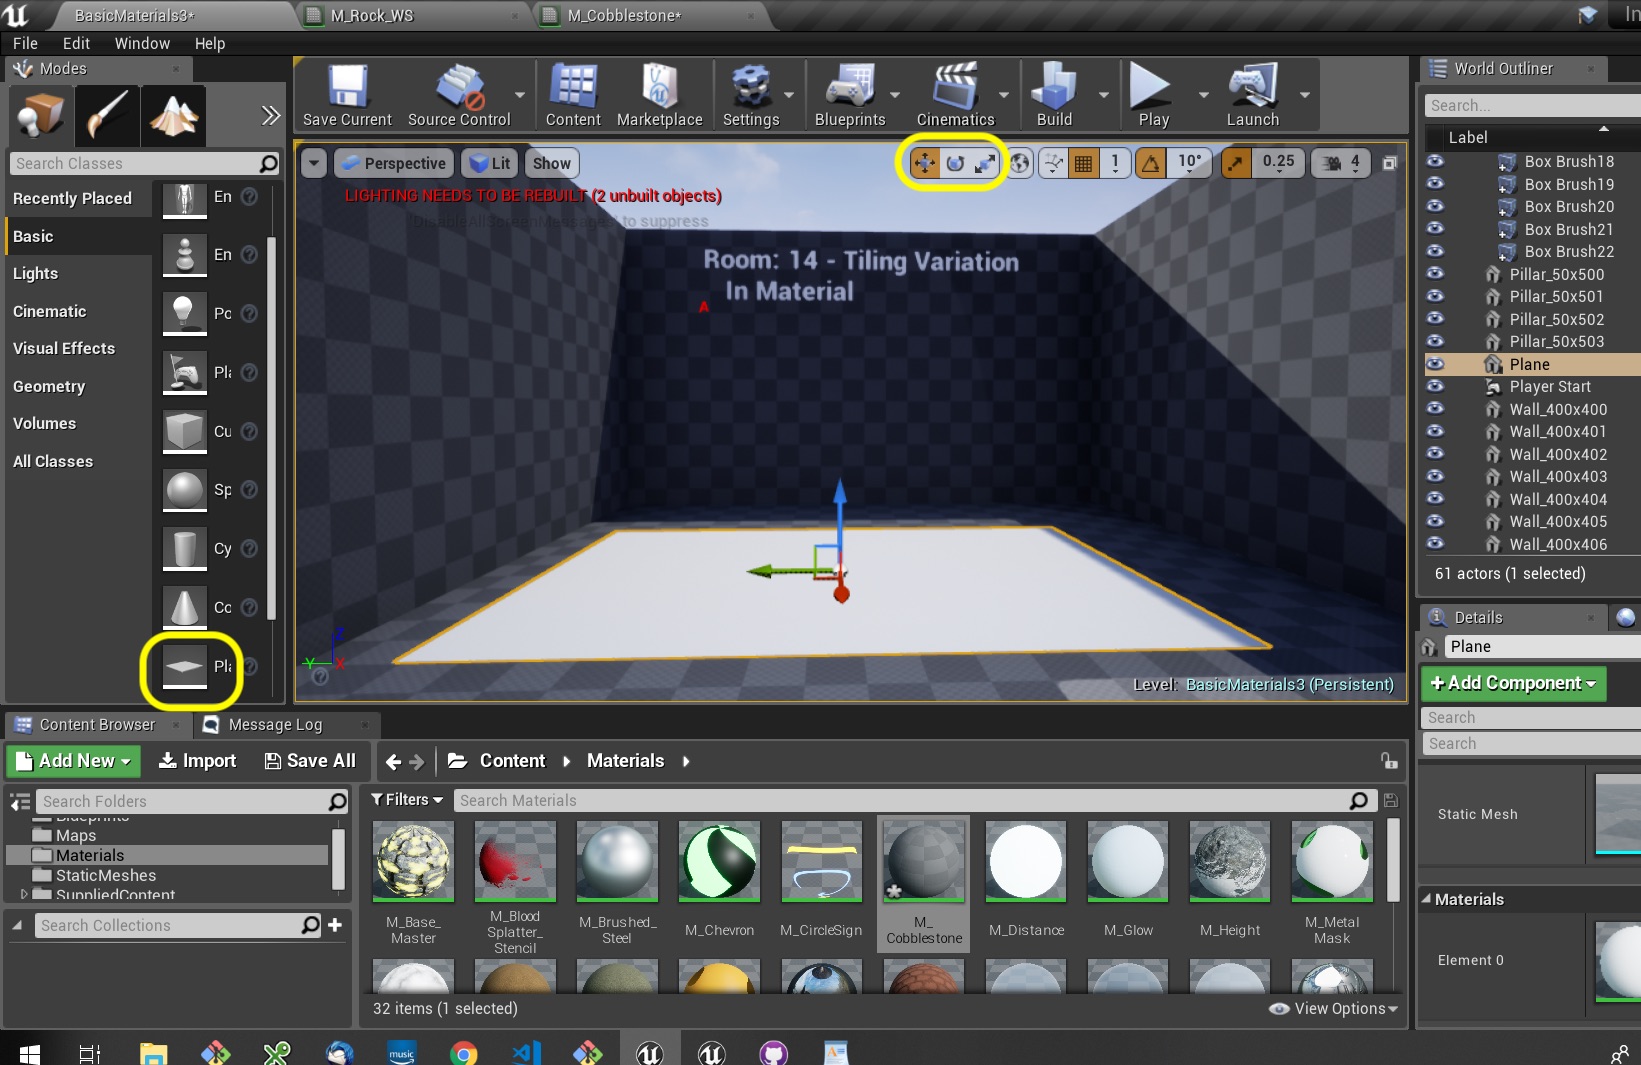 BasicMaterials3*
M_Rock_WS
M_Cobblestone*
File Edit Window Help
Modes
Search Classes
Recently Placed
Basic
Lights
Cinematic
Visual Effects
Geometry
Volumes
All Classes
En
En
Po
Pla
Cu
Sp
Cy
Co
Pla
Save Current
Source Control
Content
Marketplace
Settings
Blueprints
Cinematics
Build
Play
Launch
Perspective
Lit
Show
1
10°
0.25
4
LIGHTING NEEDS TO BE REBUILT (2 unbuilt objects)
'DisableAllScreenMessages' to suppress
Room: 14 - Tiling Variation
In Material
A
Z
Y
X
Level: BasicMaterials3 (Persistent)
World Outliner
Search...
Label
Box Brush18
Box Brush19
Box Brush20
Box Brush21
Box Brush22
Pillar_50x500
Pillar_50x501
Pillar_50x502
Pillar_50x503
Plane
Player Start
Wall_400x400
Wall_400x401
Wall_400x402
Wall_400x403
Wall_400x404
Wall_400x405
Wall_400x406
61 actors (1 selected)
Details
Plane
+Add Component
Search
Search
Static Mesh
Materials
Element 0
Content Browser
Message Log
Add New
Import
Save All
Content
Materials
Search Folders
Blueprints
Maps
Materials
StaticMeshes
SuppliedContent
Search Collections
Filters
Search Materials
M_Base_
Master
M_Blood
Splatter_
Stencil
M_Brushed_
Steel
M_Chevron
M_CircleSign
M_
Cobblestone
M_Distance
M_Glow
M_Height
M_Metal
Mask
32 items (1 selected)
View Options
music